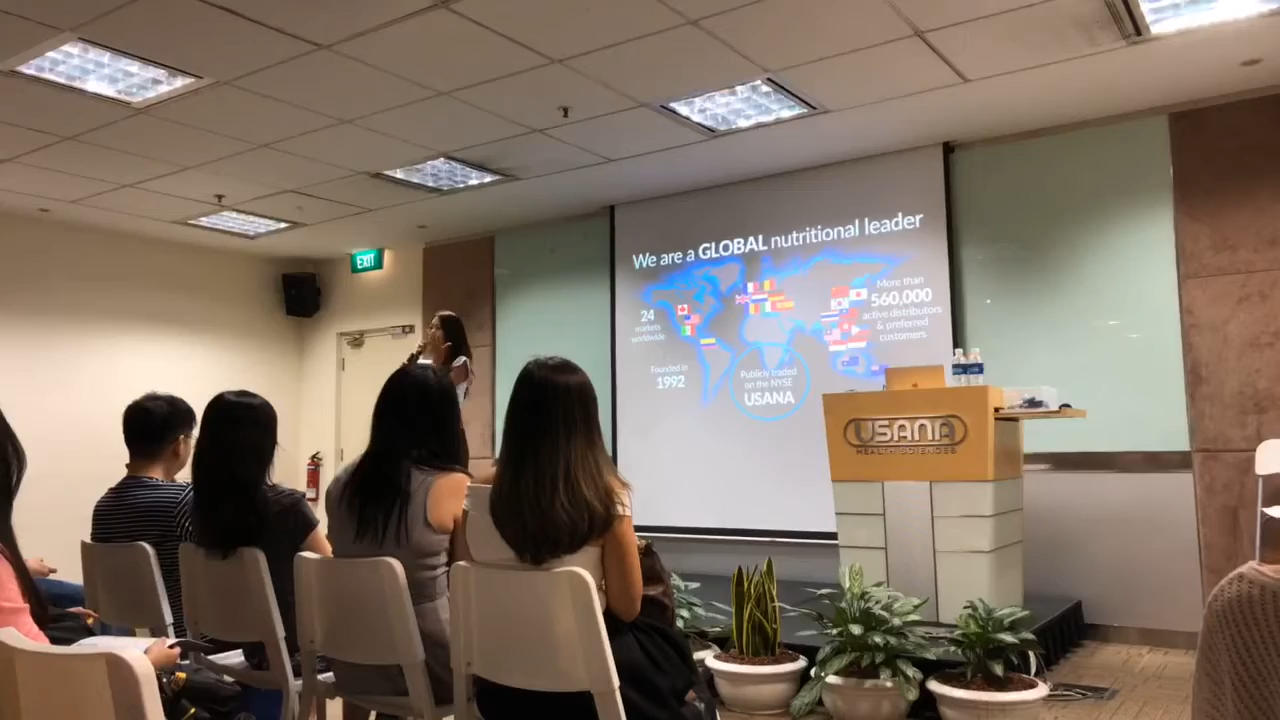 EXIT
We are a GLOBAL nutritional leader
24
markets
worldwide
More than
560,000
active distributors
& preferred
customers
Founded in
1992
Publicly traded
on the NYSE
USANA
USANA
HEALTH SCIENCES